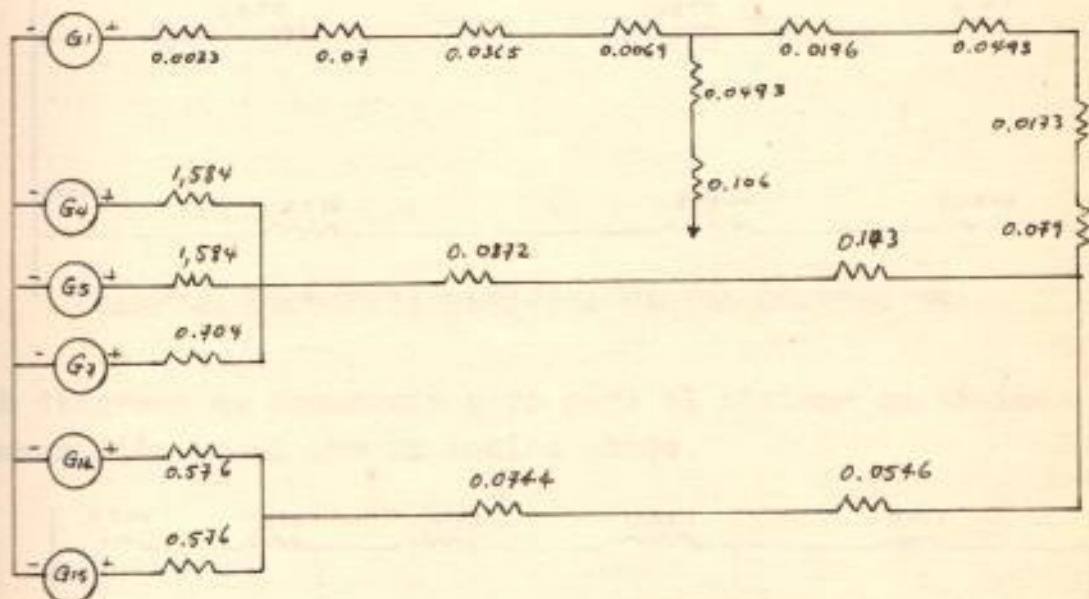 - G1 +
0.0023 0.07 0.0365 0.0069 0.0196 0.0493
0.0493
0.0173
0.106
1,584
- G4 +
0.079
1,584 0.0872 0.143
- G5 +
0.704
- G7 +
- G14 +
0.576 0.0744 0.0546
0.576
- G15 +